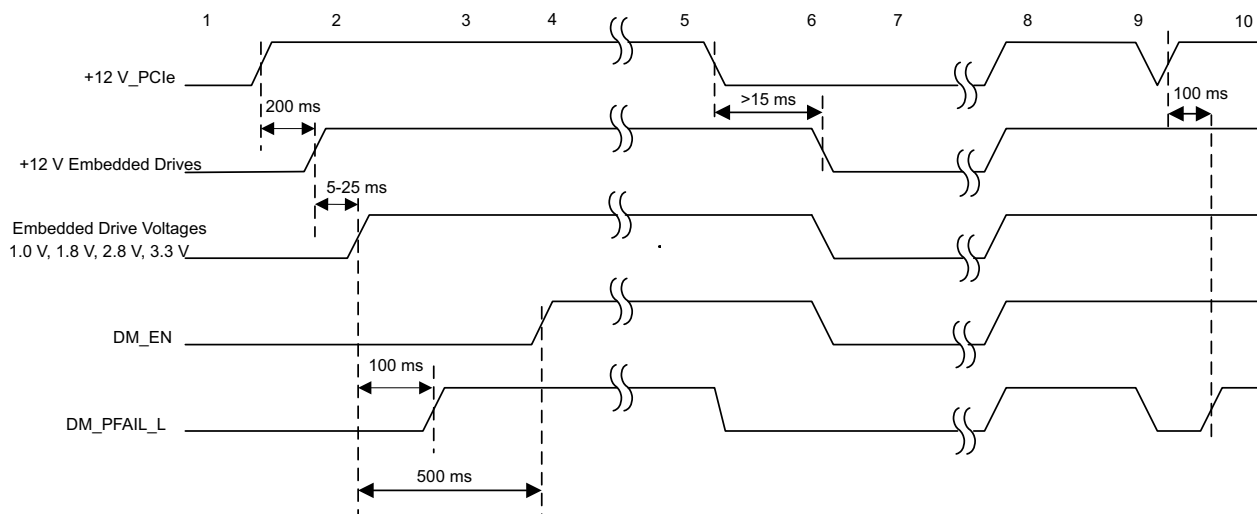 1 2 3 4 5 6 7 8 9 10
+12 V_PCIe
200 ms
>15 ms
100 ms
+12 V Embedded Drives
5-25 ms
Embedded Drive Voltages
1.0 V, 1.8 V, 2.8 V, 3.3 V
DM_EN
100 ms
DM_PFAIL_L
500 ms